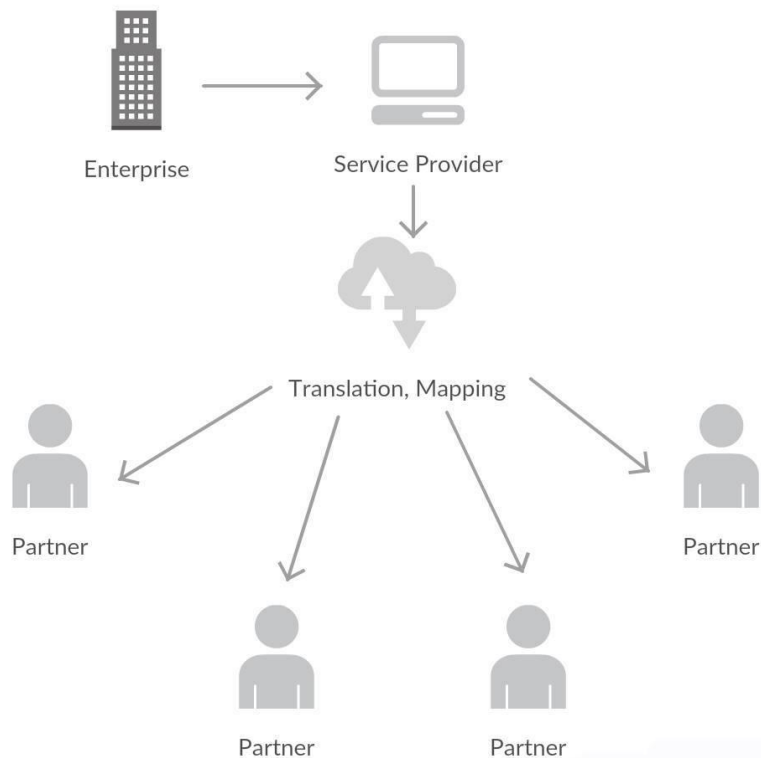 Enterprise
Service Provider
Translation, Mapping
Partner
Partner
Partner
Partner